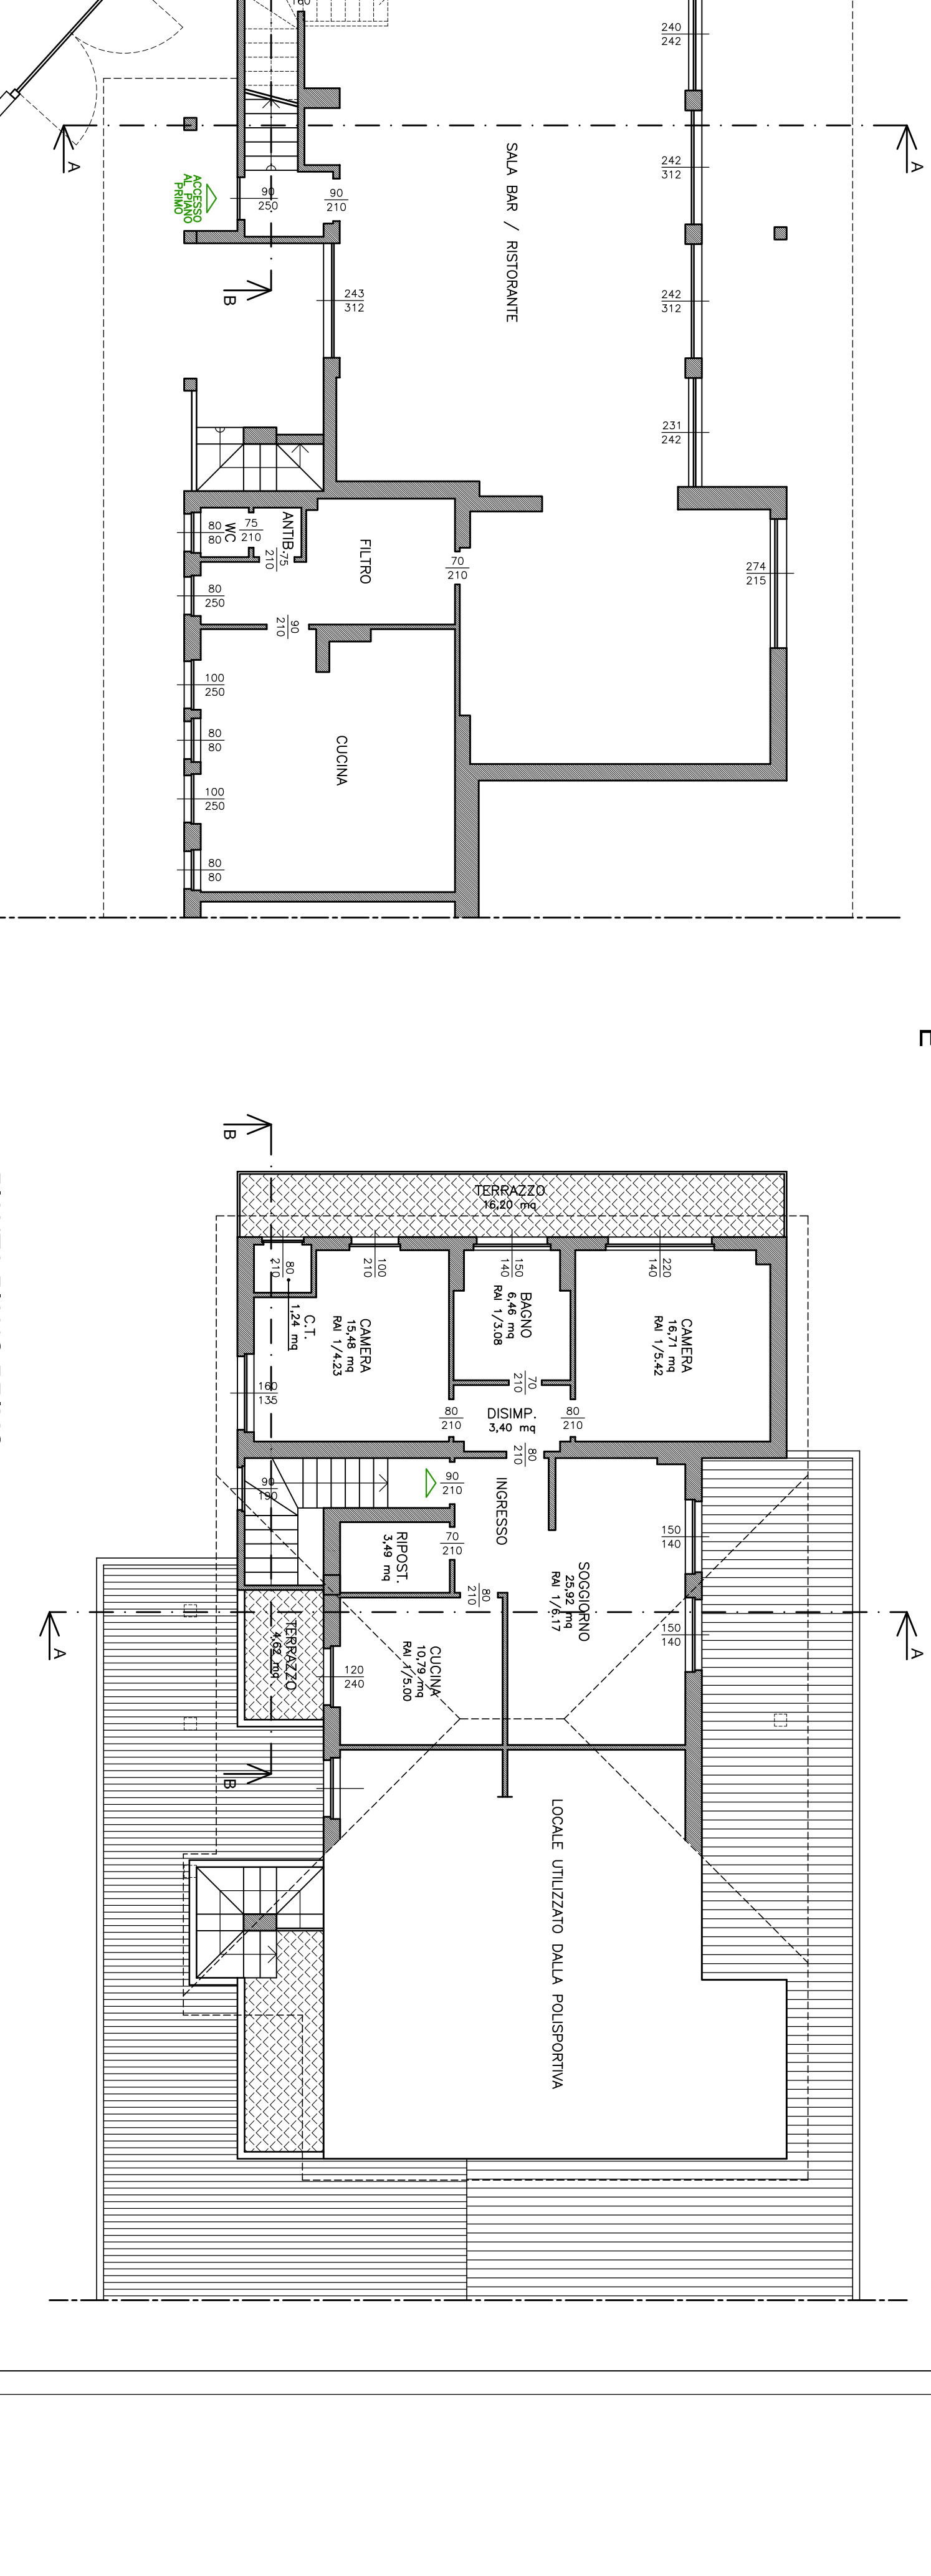 240
242
A
A
242
312
SALA BAR / RISTORANTE
ACCESSO
AL PIANO
PRIMO
90
250
90
210
B
243
312
242
312
231
242
80
80
WC
75
210
ANTIB.
75
210
FILTRO
70
210
274
215
80
250
90
210
100
250
80
80
CUCINA
100
250
80
80
B
TERRAZZO
16,20 mq
80
210
100
210
150
140
220
140
C.T.
1,24 mq
CAMERA
15,48 mq
RAI 1/4.23
BAGNO
6,46 mq
RAI 1/3.08
CAMERA
16,71 mq
RAI 1/5.42
160
135
70
210
80
210
DISIMP.
3,40 mq
80
210
80
210
90
190
90
210
INGRESSO
150
140
RIPOST.
3,49 mq
70
210
SOGGIORNO
25,92 mq
RAI 1/6.17
80
210
A
A
TERRAZZO
4,62 mq
120
240
CUCINA
10,79 mq
RAI 1/5.00
150
140
B
LOCALE UTILIZZATO DALLA POLISPORTIVA